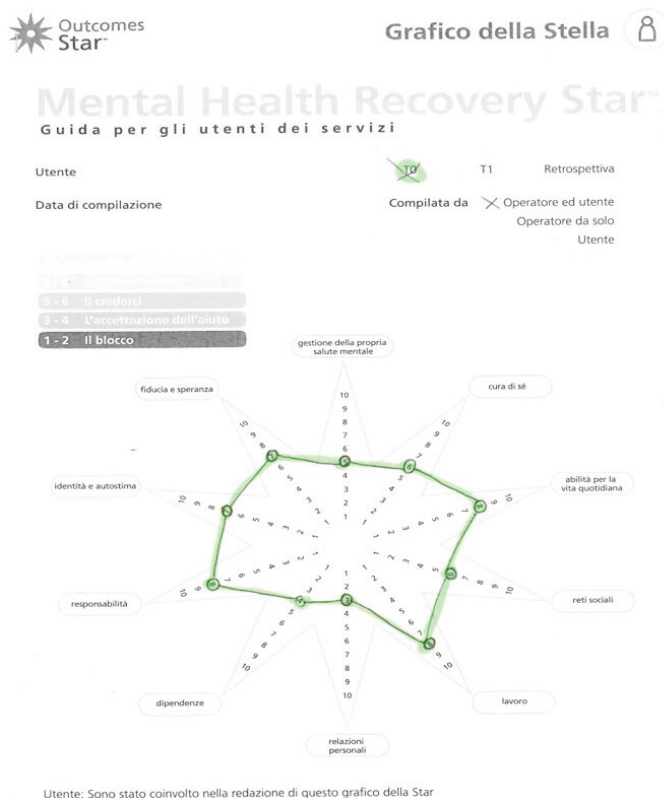 Outcomes
Star
Grafico della Stella
Mental Health Recovery Star™
Guida per gli utenti dei servizi
Utente
T0 T1 Retrospettiva
Data di compilazione
Compilata da Operatore ed utente
Operatore da solo
Utente
5 - 6 Il crederci
3 - 4 L'accettazione dell'aiuto
1 - 2 Il blocco
gestione della propria
salute mentale
fiducia e speranza
cura di sé
identità e autostima
abilità per la
vita quotidiana
responsabilità
reti sociali
dipendenze
lavoro
relazioni
personali
Utente: Sono stato coinvolto nella redazione di questo grafico della Star